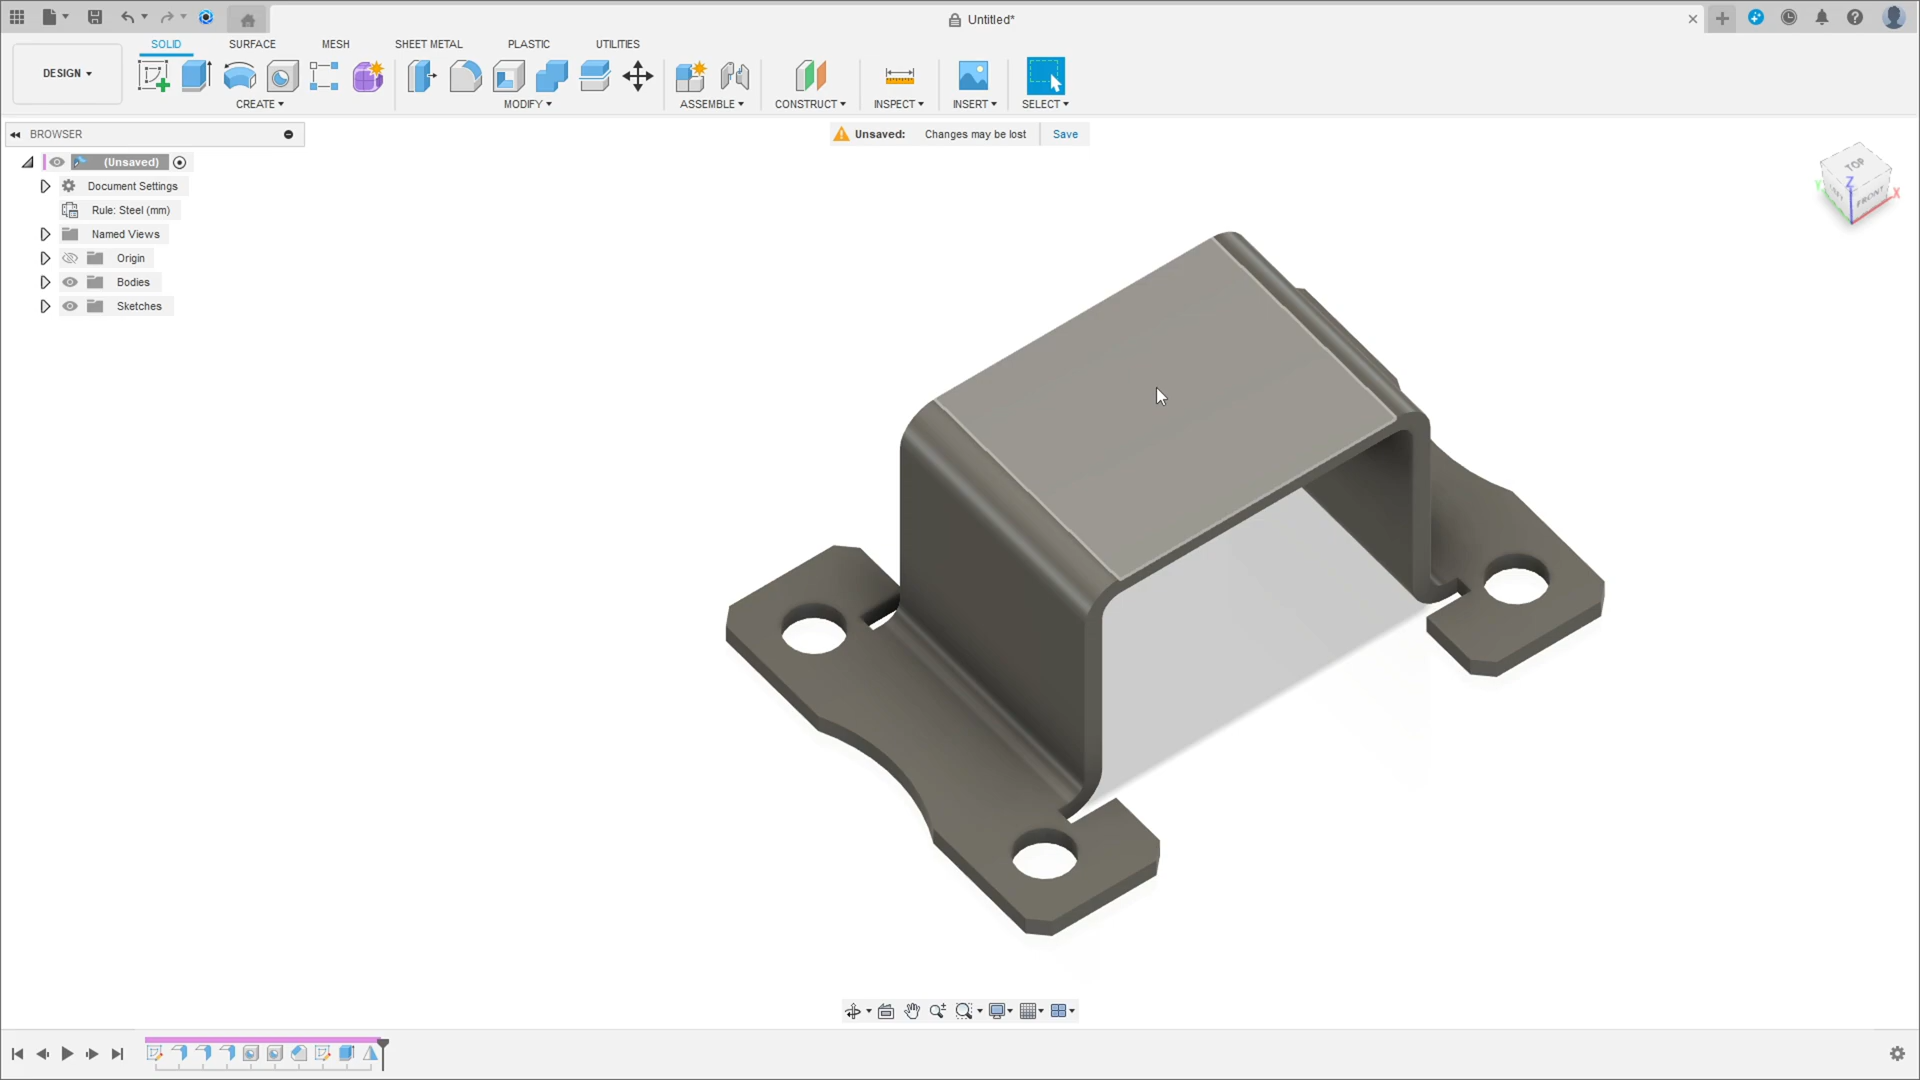 Untitled*
DESIGN
SOLID
SURFACE
MESH
SHEET METAL
PLASTIC
UTILITIES
CREATE
MODIFY
ASSEMBLE
CONSTRUCT
INSPECT
INSERT
SELECT
BROWSER
Unsaved: Changes may be lost Save
(Unsaved)
Document Settings
Rule: Steel (mm)
Named Views
Origin
Bodies
Sketches
TOP
FRONT
Z
X
Y